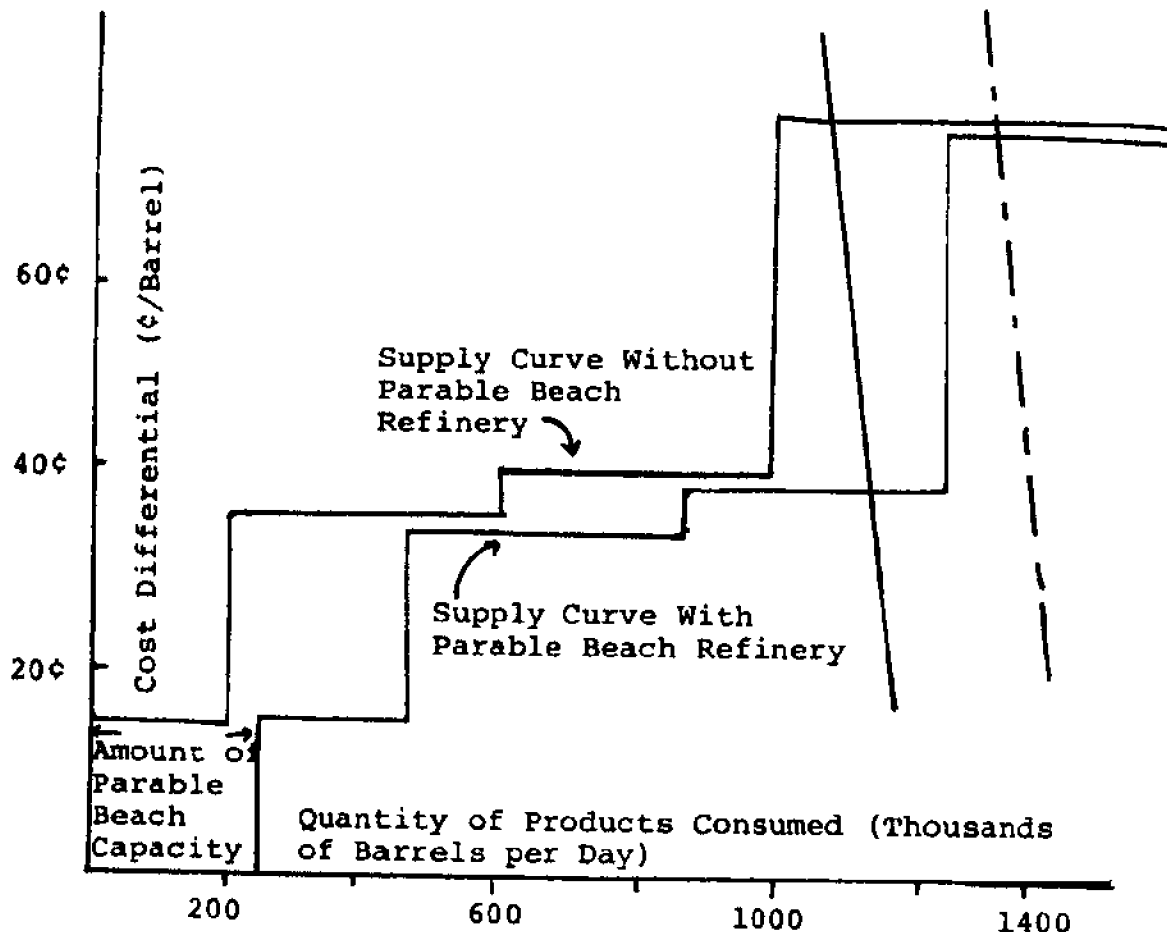 Cost Differential (¢/Barrel)
60¢
40¢
20¢
Supply Curve Without
Parable Beach
Refinery
Supply Curve With
Parable Beach Refinery
Amount of
Parable
Beach
Capacity
Quantity of Products Consumed (Thousands
of Barrels per Day)
200
600
1000
1400